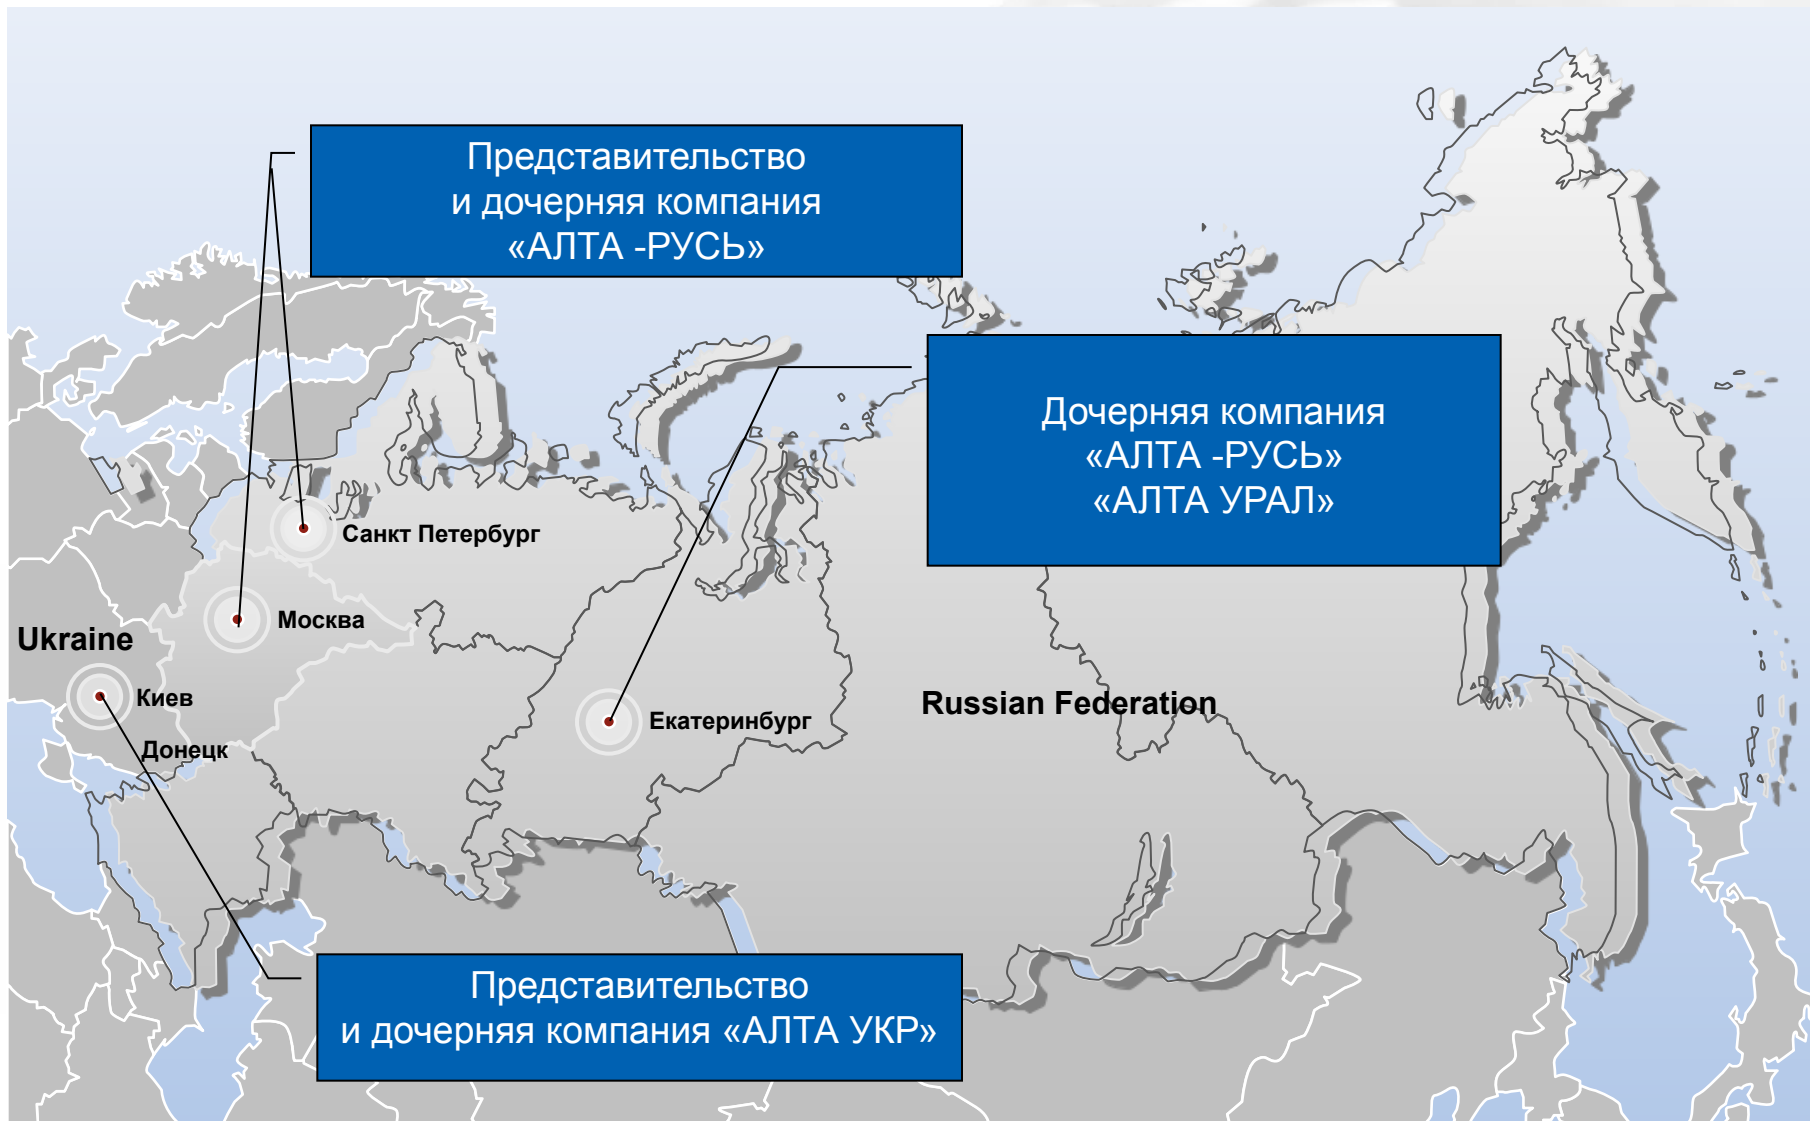 Представительство
и дочерняя компания
«АЛТА -РУСЬ»
Дочерняя компания
«АЛТА -РУСЬ»
«АЛТА УРАЛ»
Санкт Петербург
Москва
Ukraine
Киев
Russian Federation
Екатеринбург
Донецк
Представительство
и дочерняя компания «АЛТА УКР»